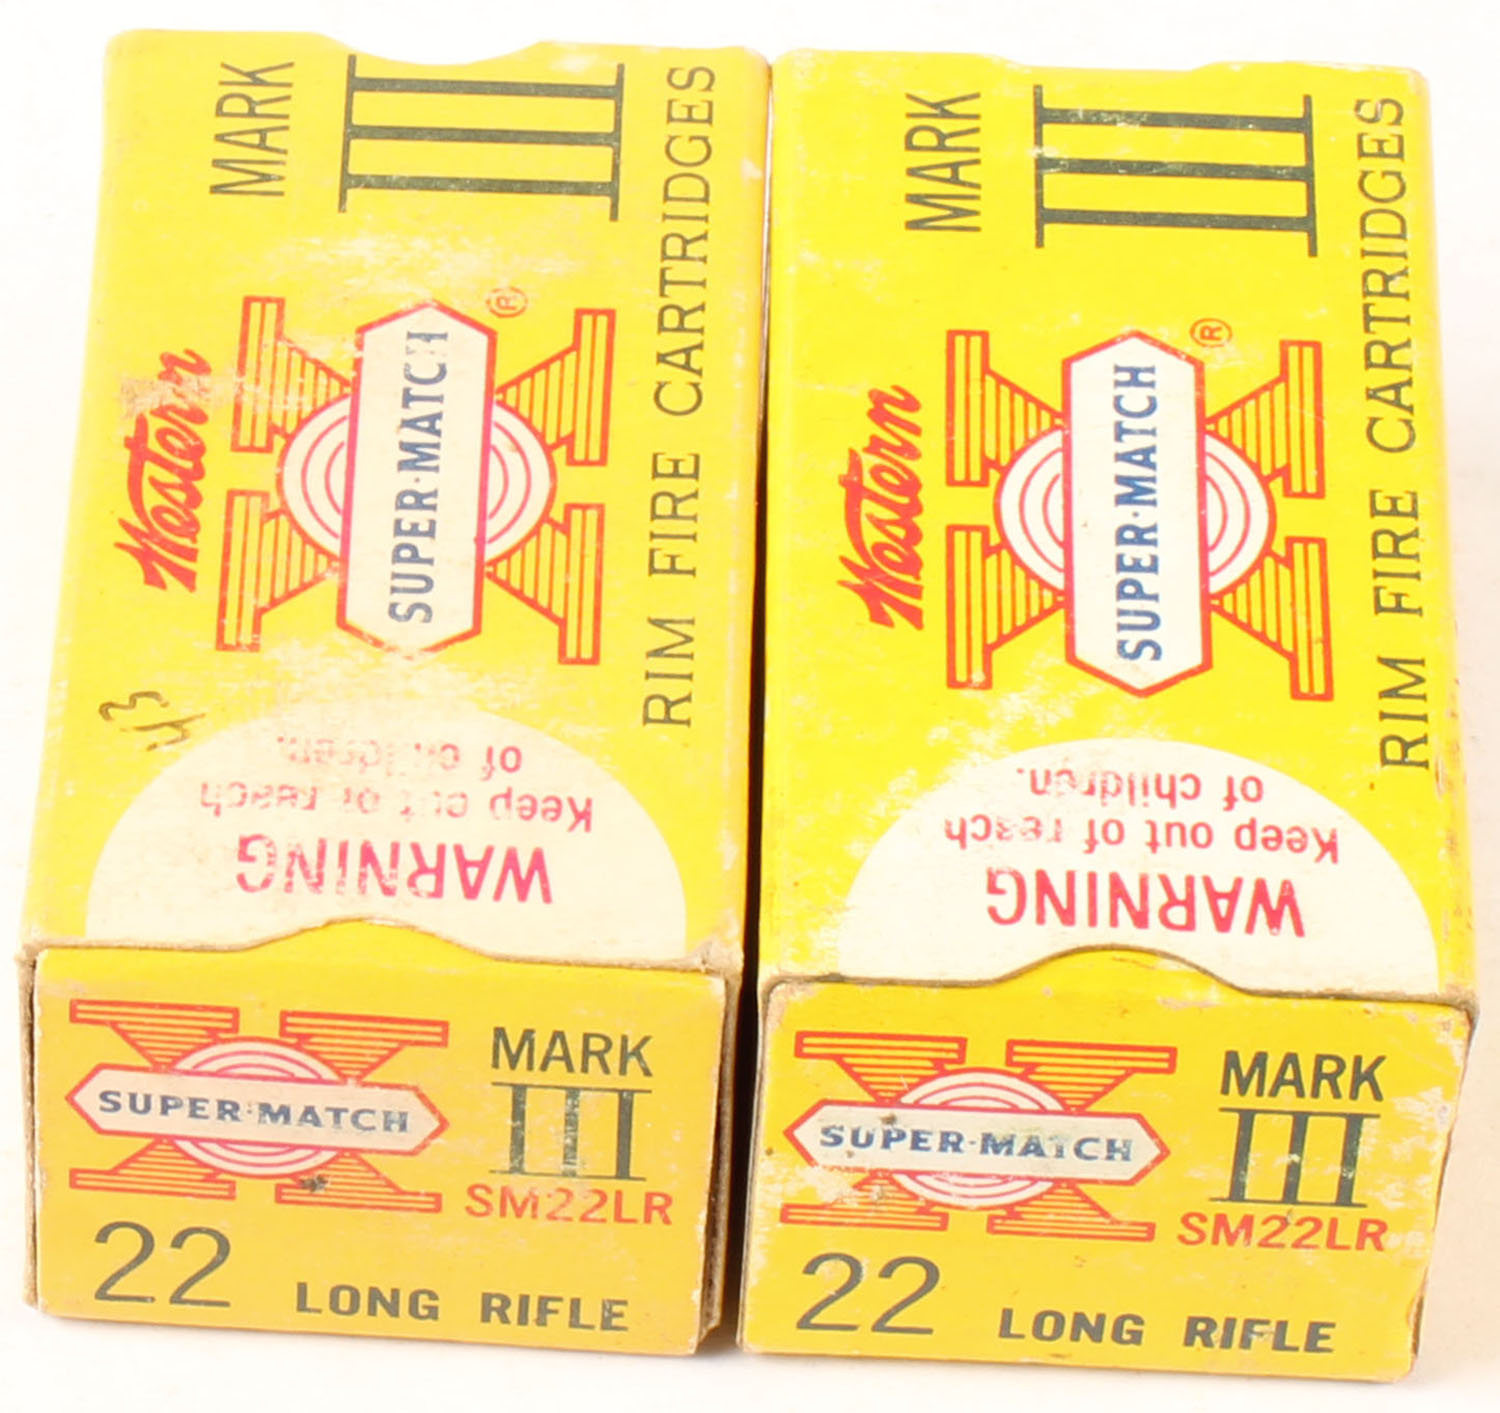 MARK
III
Western
SUPER·MATCH
®
RIM FIRE CARTRIDGES
WARNING
Keep out of reach
of children.
SUPER·MATCH
MARK
III
SM22LR
22 LONG RIFLE
MARK
III
Western
SUPER·MATCH
®
RIM FIRE CARTRIDGES
WARNING
Keep out of reach
of children.
SUPER-MATCH
MARK
III
SM22LR
22 LONG RIFLE